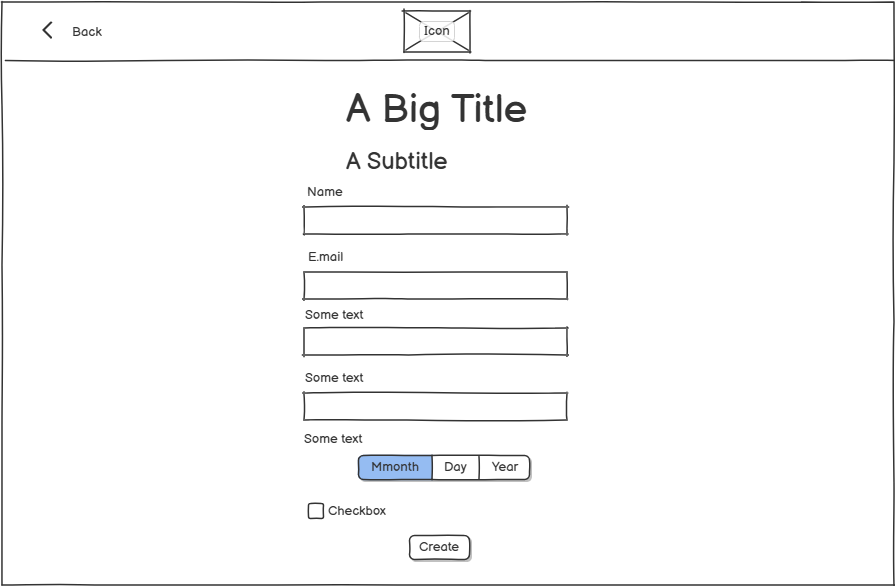 Back
Icon
A Big Title
A Subtitle
Name
E.mail
Some text
Some text
Some text
Mmonth Day Year
Checkbox
Create